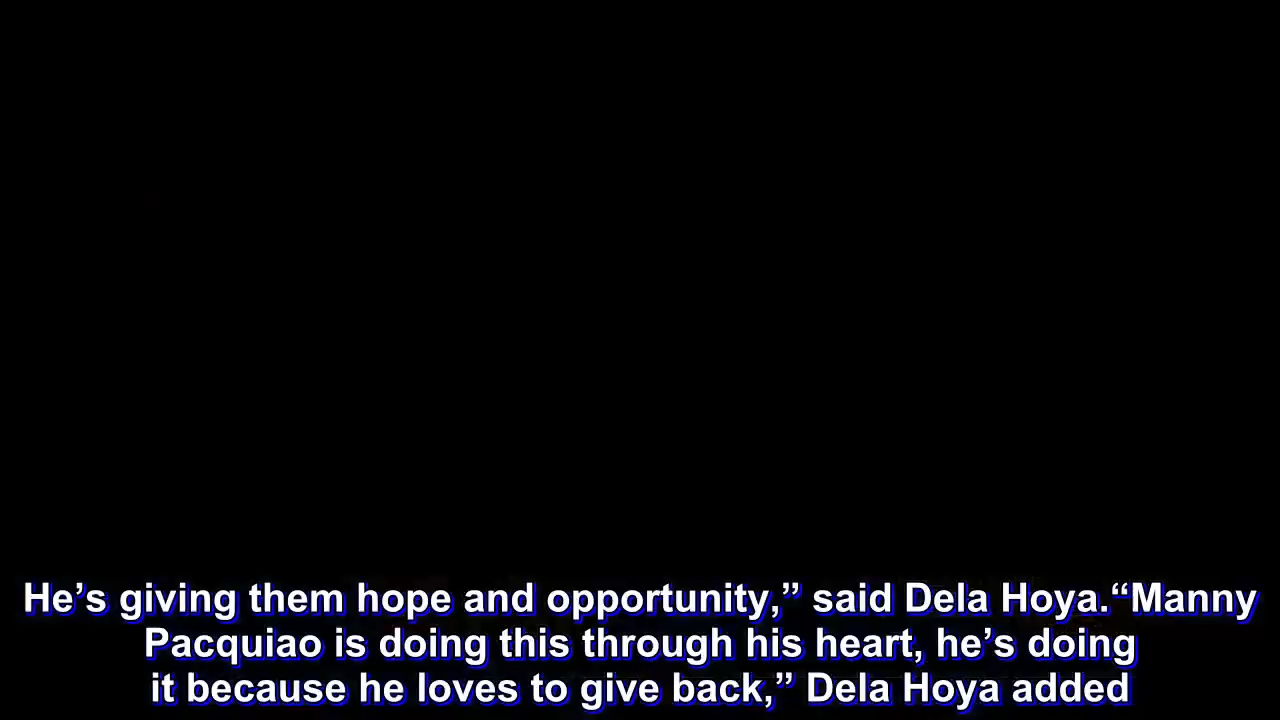 He’s giving them hope and opportunity,” said Dela Hoya.“Manny
Pacquiao is doing this through his heart, he’s doing
it because he loves to give back,” Dela Hoya added